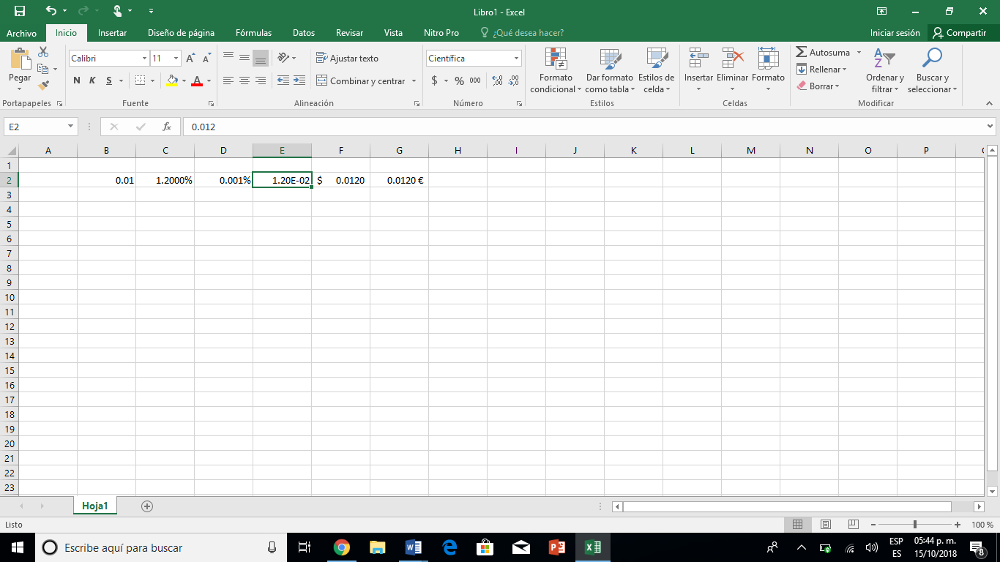 Libro1 - Excel
Archivo Inicio Insertar Diseño de página Fórmulas Datos Revisar Vista Nitro Pro ¿Qué desea hacer? Iniciar sesión Compartir
Pegar
Portapapeles
Calibri 11
N K S
Fuente
Ajustar texto
Combinar y centrar
Alineación
Científica
$ % 000
Número
Formato condicional
Dar formato como tabla
Estilos de celda
Estilos
Insertar Eliminar Formato
Celdas
Autosuma
Rellenar
Borrar
Ordenar y filtrar
Buscar y seleccionar
Modificar
E2 fx 0.012
A B C D E F G H I J K L M N O P
1
2 0.01 1.2000% 0.001% 1.20E-02 $ 0.0120 0.0120 €
3
4
5
6
7
8
9
10
11
12
13
14
15
16
17
18
19
20
21
22
23
Hoja1
Listo 100 %
Escribe aquí para buscar
ESP
ES
05:44 p. m.
15/10/2018
8